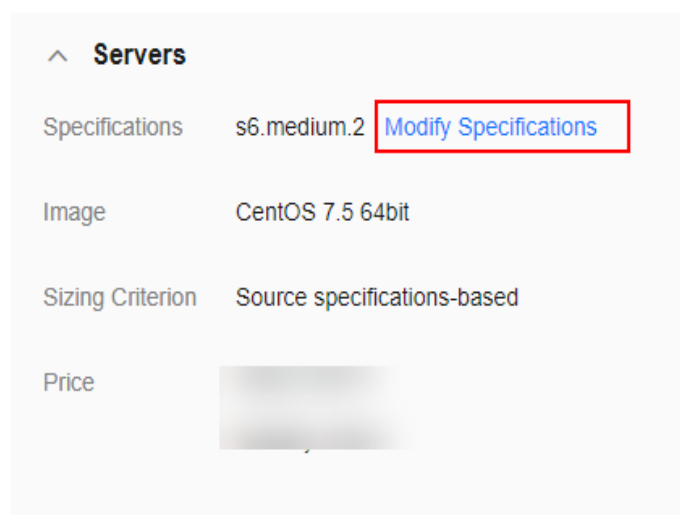 Servers
Specifications s6.medium.2 Modify Specifications
Image CentOS 7.5 64bit
Sizing Criterion Source specifications-based
Price